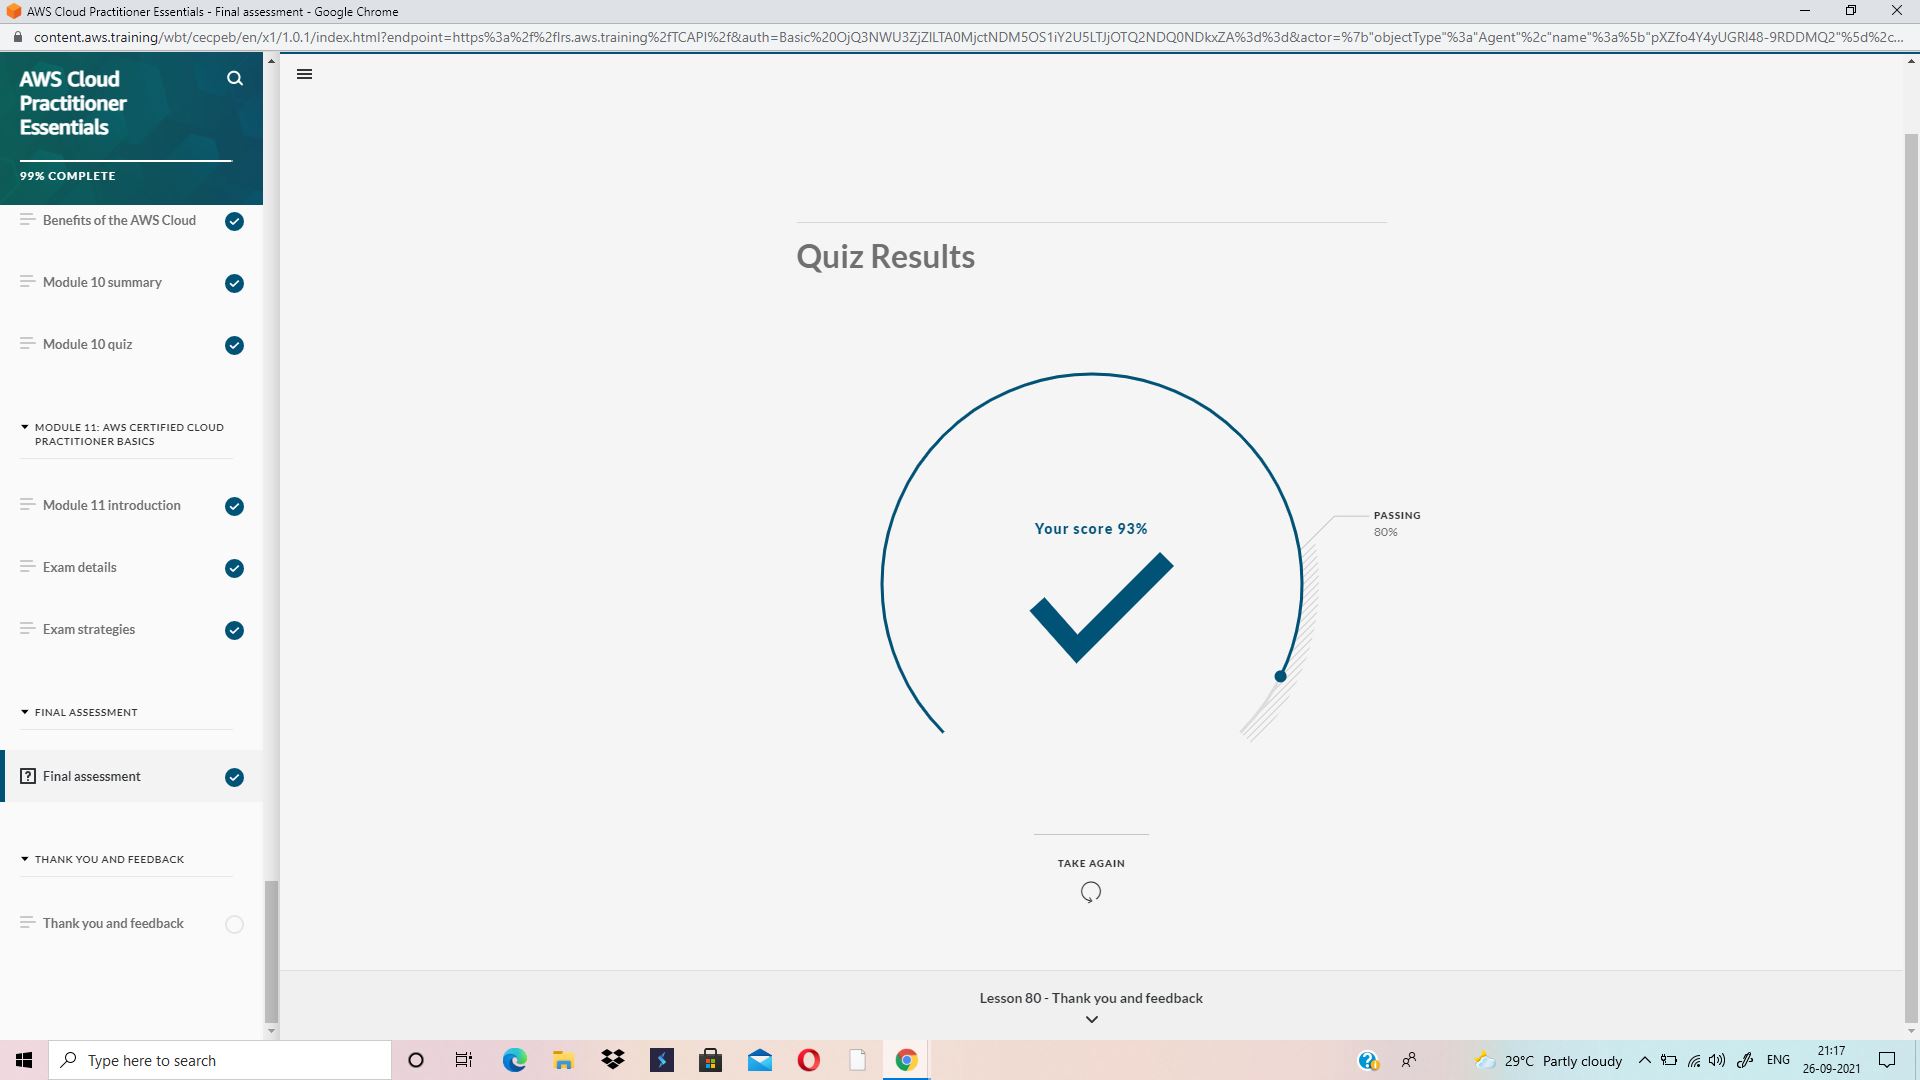 AWS Cloud Practitioner Essentials - Final assessment - Google Chrome
content.aws.training/wbt/cecpeb/en/x1/1.0.1/index.html?endpoint=https%3a%2f%2flrs.aws.training%2fTCAPI%2f&auth=Basic%20OjQ3NWU3ZjZlLTA0MjctNDM5OS1iY2U5LTJjOTQ2NDQ0NDkxZA%3d%3d&actor=%7b"objectType"%3a"Agent"%2c"name"%3a%5b"pXZfo4Y4yUGRl48-9RDDMQ2"%5d%2c...
AWS Cloud
Practitioner
Essentials
99% COMPLETE
Benefits of the AWS Cloud
Module 10 summary
Module 10 quiz
MODULE 11: AWS CERTIFIED CLOUD
PRACTITIONER BASICS
Module 11 introduction
Exam details
Exam strategies
FINAL ASSESSMENT
Final assessment
THANK YOU AND FEEDBACK
Thank you and feedback
Quiz Results
Your score 93%
PASSING
80%
TAKE AGAIN
Lesson 80 - Thank you and feedback
Type here to search
29°C Partly cloudy
ENG
21:17
26-09-2021